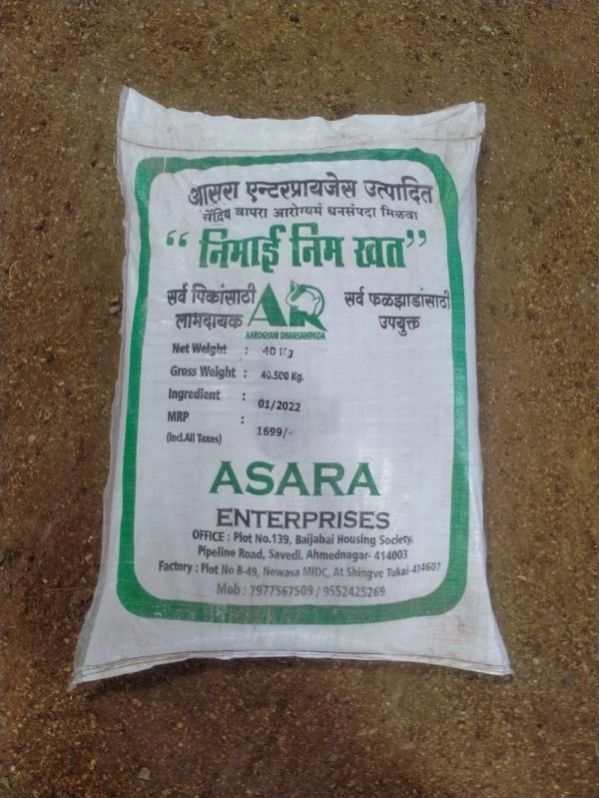 आसरा एन्टरप्रायजेस उत्पादित
सेंद्रिय वापरा आरोग्यमं धनसंपदा मिळवा
“ निमाई निम खत ”
सर्व पिकांसाठी
लाभदायक
AR
AAROGYAM DHANSAMPADA
सर्व फळझाडांसाठी
उपयुक्त
Net Weight : 40 Kg
Gross Weight : 40.500 Kg.
Ingredient : 01/2022
MRP : 1699/-
(incl.All Taxes)
ASARA
ENTERPRISES
OFFICE : Plot No.139, Baijabai Housing Society,
Pipeline Road, Savedi, Ahmednagar- 414003
Factory : Plot No B-49, Newasa MIDC, At.Shingve Tukai-414607
Mob : 7977567509 / 9552425269